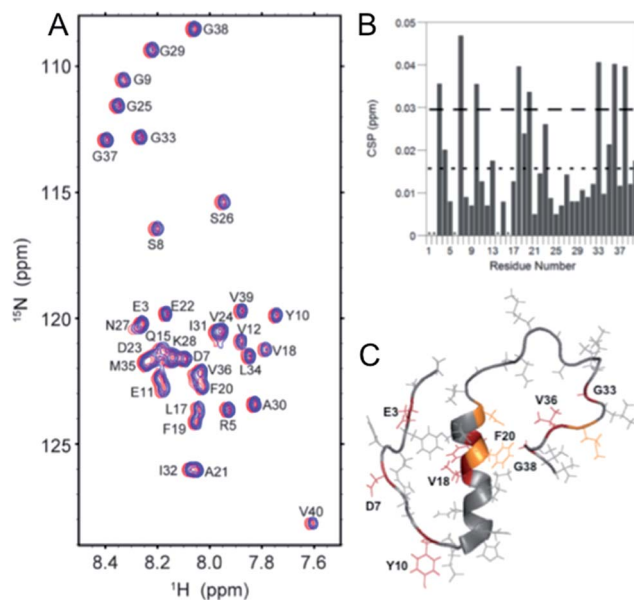 A
G38
G29
110
G9
G25
G33
G37
115
S26
S8
¹⁵N (ppm)
120
E3
E22
V39
N27
V24
Y10
Q15
I31
V12
K28
D23
D7
V18
M35
V36
L34
E11
F20
L17
A30
F19
R5
125
I32
A21
V40
8.4
8.2
8.0
7.8
7.6
¹H (ppm)
B
0.05
0.04
0.03
0.02
0.01
0
CSP (ppm)
1 5 9 13 17 21 25 29 33 37
Residue Number
C
E3
G33
V36
F20
G38
V18
D7
Y10